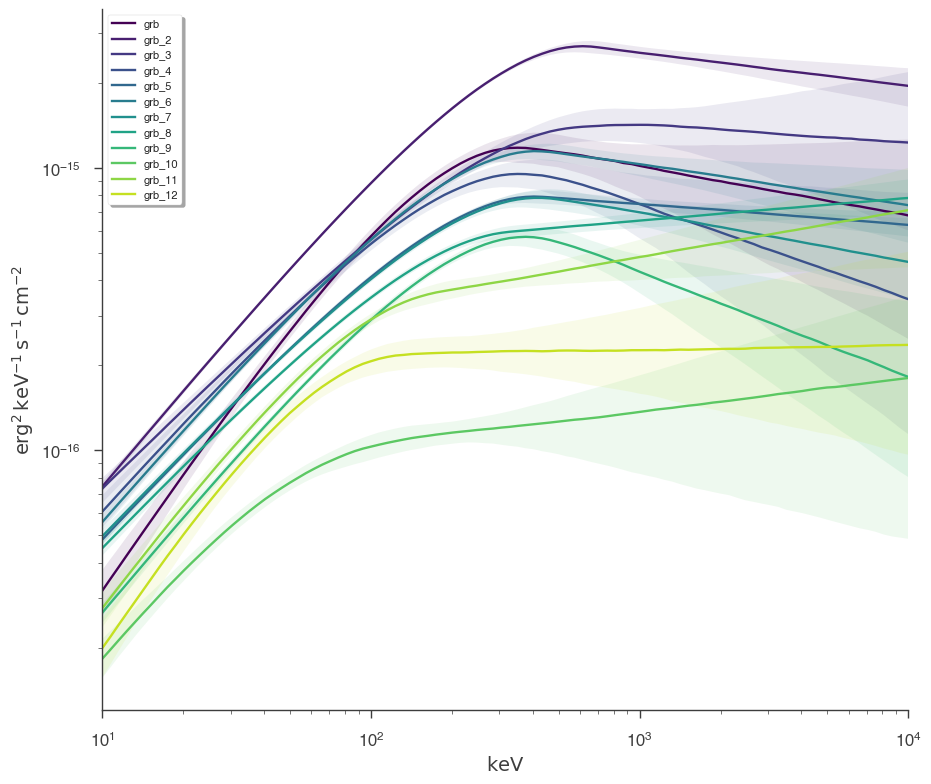 grb
grb_2
grb_3
grb_4
grb_5
grb_6
grb_7
grb_8
grb_9
grb_10
grb_11
grb_12
10⁻¹⁵
10⁻¹⁶
erg² keV⁻¹ s⁻¹ cm⁻²
10¹ 10² 10³ 10⁴
keV